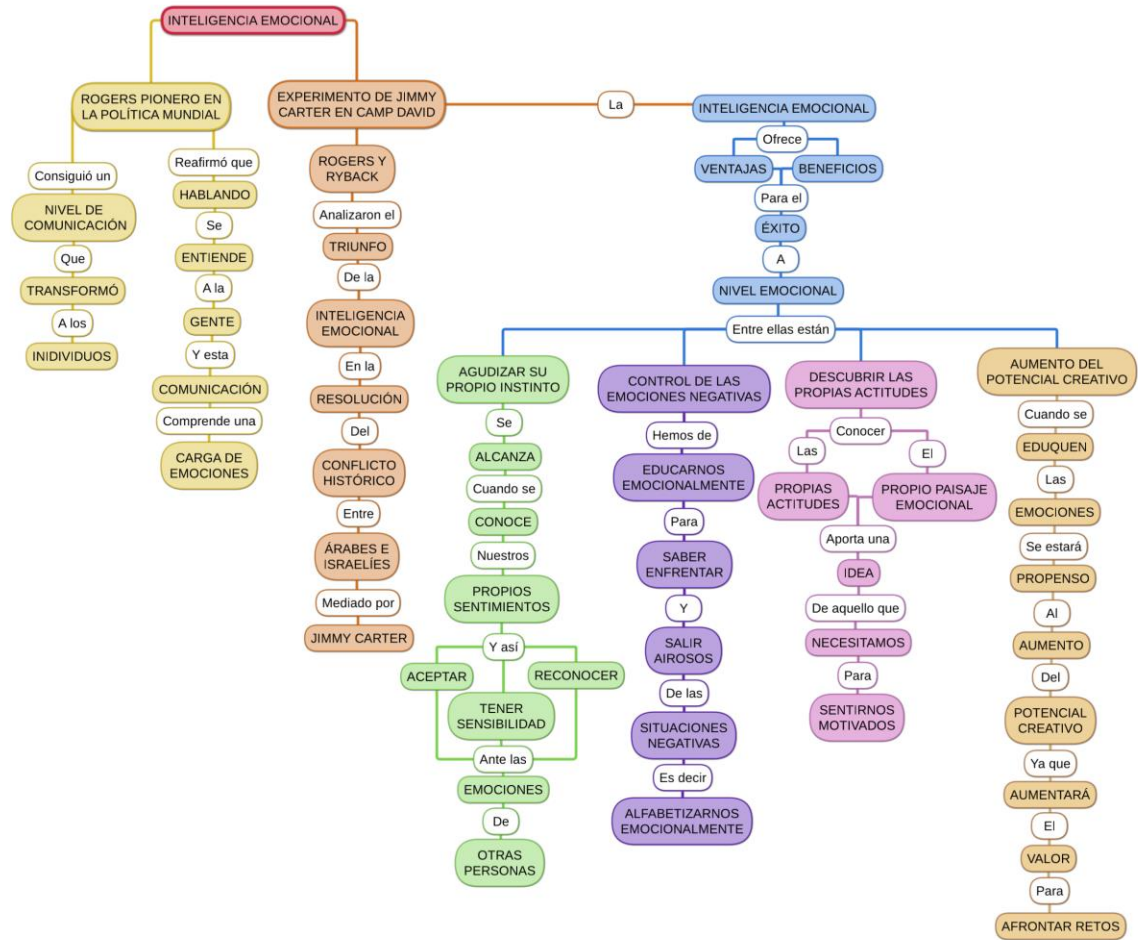 INTELIGENCIA EMOCIONAL
ROGERS PIONERO EN
LA POLÍTICA MUNDIAL
Consiguió un
NIVEL DE
COMUNICACIÓN
Que
TRANSFORMÓ
A los
INIDIVIDUOS
Reafirmó que
HABLANDO
Se
ENTIENDE
A la
GENTE
Y esta
COMUNICACIÓN
Comprende una
CARGA DE
EMOCIONES
EXPERIMENTO DE JIMMY
CARTER EN CAMP DAVID
ROGERS Y
RYBACK
Analizaron el
TRIUNFO
De la
INTELIGENCIA
EMOCIONAL
En la
RESOLUCIÓN
Del
CONFLICTO
HISTÓRICO
Entre
ÁRABES E
ISRAELÍES
Mediado por
JIMMY CARTER
La
INTELIGENCIA EMOCIONAL
Ofrece
VENTAJAS
BENEFICIOS
Para el
ÉXITO
A
NIVEL EMOCIONAL
Entre ellas están
AGUDIZAR SU
PROPIO INSTINTO
Se
ALCANZA
Cuando se
CONOCE
Nuestros
PROPIOS
SENTIMIENTOS
Y así
ACEPTAR
RECONOCER
TENER
SENSIBILIDAD
Ante las
EMOCIONES
De
OTRAS
PERSONAS
CONTROL DE LAS
EMOCIONES NEGATIVAS
Hemos de
EDUCARNOS
EMOCIONALMENTE
Para
SABER
ENFRENTAR
Y
SALIR
AIROSOS
De las
SITUACIONES
NEGATIVAS
Es decir
ALFABETIZARNOS
EMOCIONALMENTE
DESCUBRIR LAS
PROPIAS ACTITUDES
Conocer
Las
El
PROPIAS
ACTITUDES
PROPIO PAISAJE
EMOCIONAL
Aporta una
IDEA
De aquello que
NECESITAMOS
Para
SENTIRNOS
MOTIVADOS
AUMENTO DEL
POTENCIAL CREATIVO
Cuando se
EDUQUEN
Las
EMOCIONES
Se estará
PROPENSO
Al
AUMENTO
Del
POTENCIAL
CREATIVO
Ya que
AUMENTARÁ
El
VALOR
Para
AFRONTAR RETOS